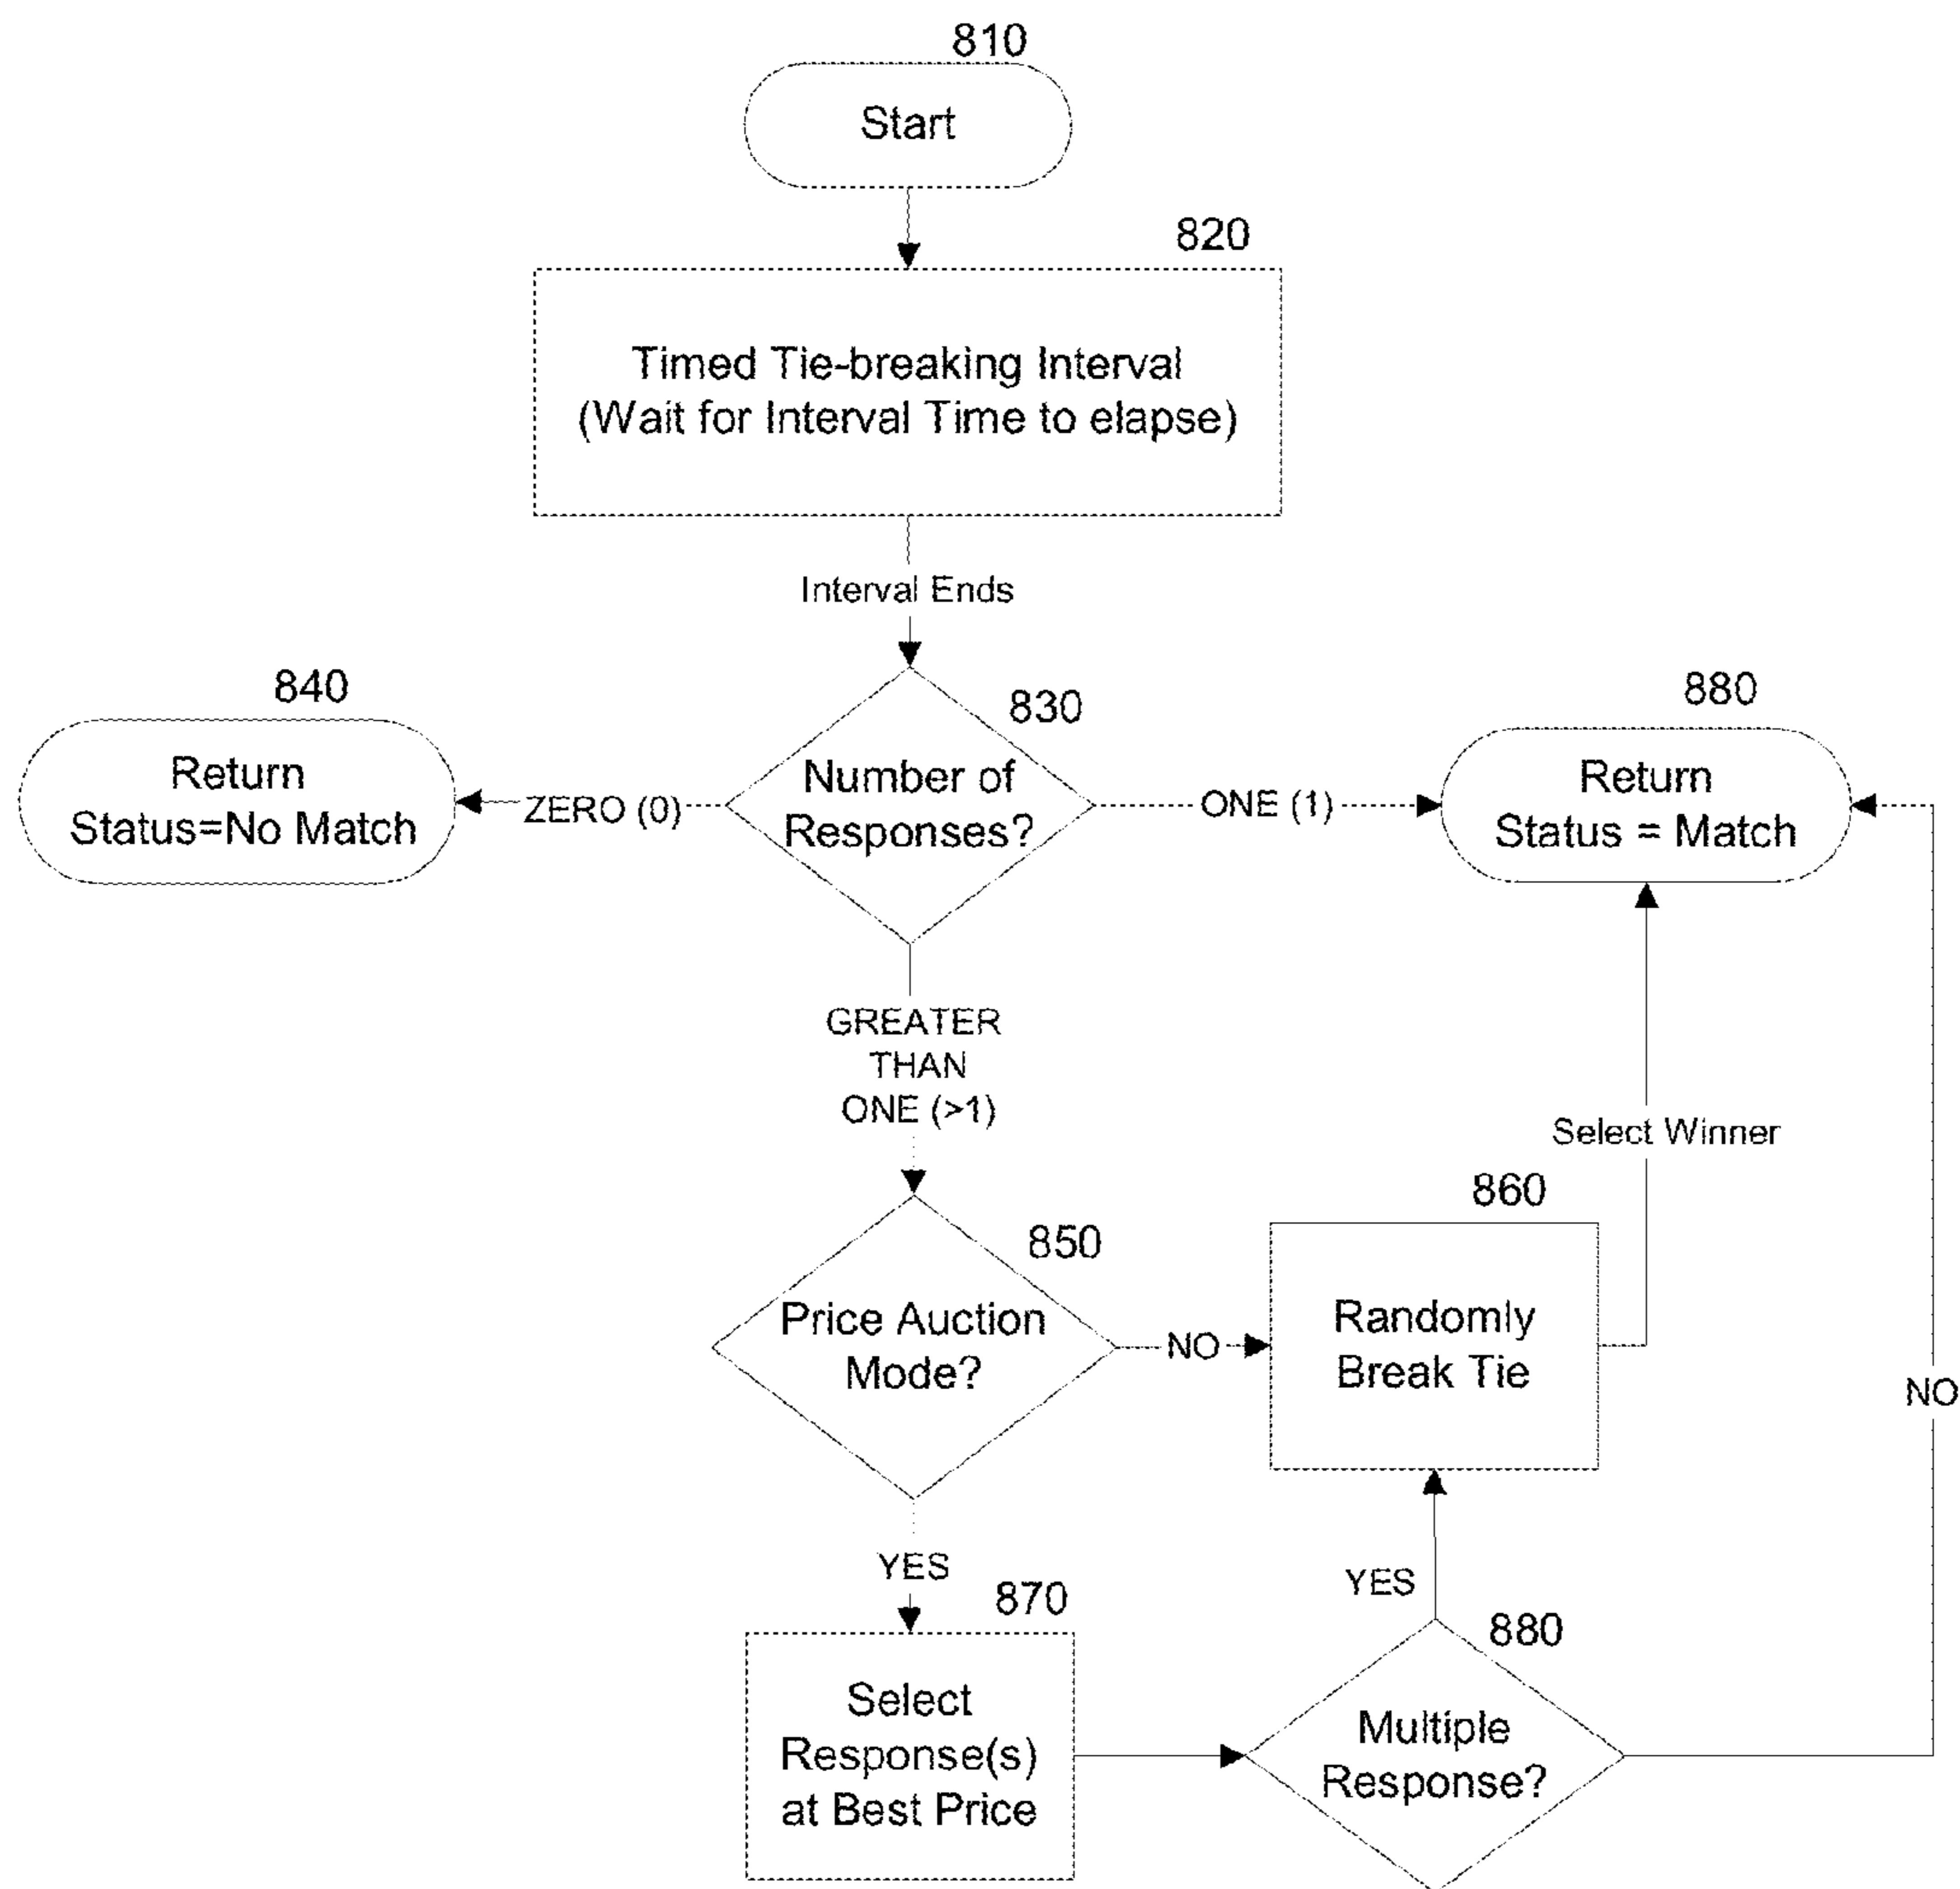 810
Start
820
Timed Tie-breaking Interval
(Wait for Interval Time to elapse)
Interval Ends
840
Return
Status=No Match
ZERO (0)
830
Number of
Responses?
ONE (1)
880
Return
Status = Match
GREATER
THAN
ONE (>1)
Select Winner
850
Price Auction
Mode?
NO
860
Randomly
Break Tie
NO
YES
870
Select
Response(s)
at Best Price
YES
880
Multiple
Response?